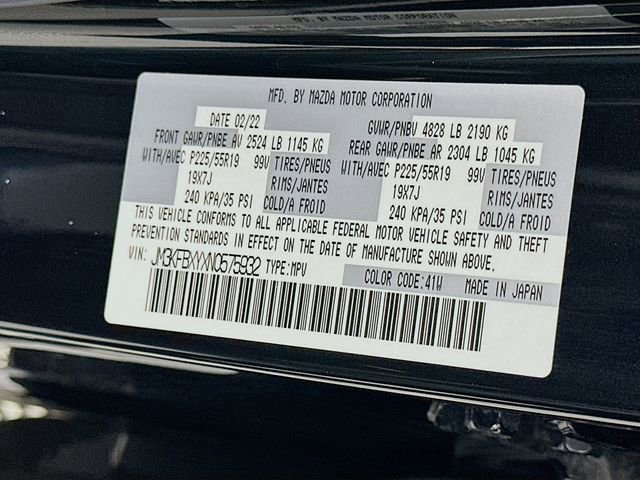 MFD. BY MAZDA MOTOR CORPORATION
DATE 02/22 GVWR/PNBV 4828 LB 2190 KG
FRONT GAWR/PNBE AV 2524 LB 1145 KG REAR GAWR/PNBE AR 2304 LB 1045 KG
WITH/AVEC P225/55R19 99V TIRES/PNEUS WITH/AVEC P225/55R19 99V TIRES/PNEUS
19X7J RIMS/JANTES 19X7J RIMS/JANTES
240 KPA/35 PSI COLD/A FROID 240 KPA/35 PSI COLD/A FROID
THIS VEHICLE CONFORMS TO ALL APPLICABLE FEDERAL MOTOR VEHICLE SAFETY AND THEFT
PREVENTION STANDARDS IN EFFECT ON THE DATE OF MANUFACTURE SHOWN ABOVE.
VIN: TYPE:MPV COLOR CODE:41W MADE IN JAPAN